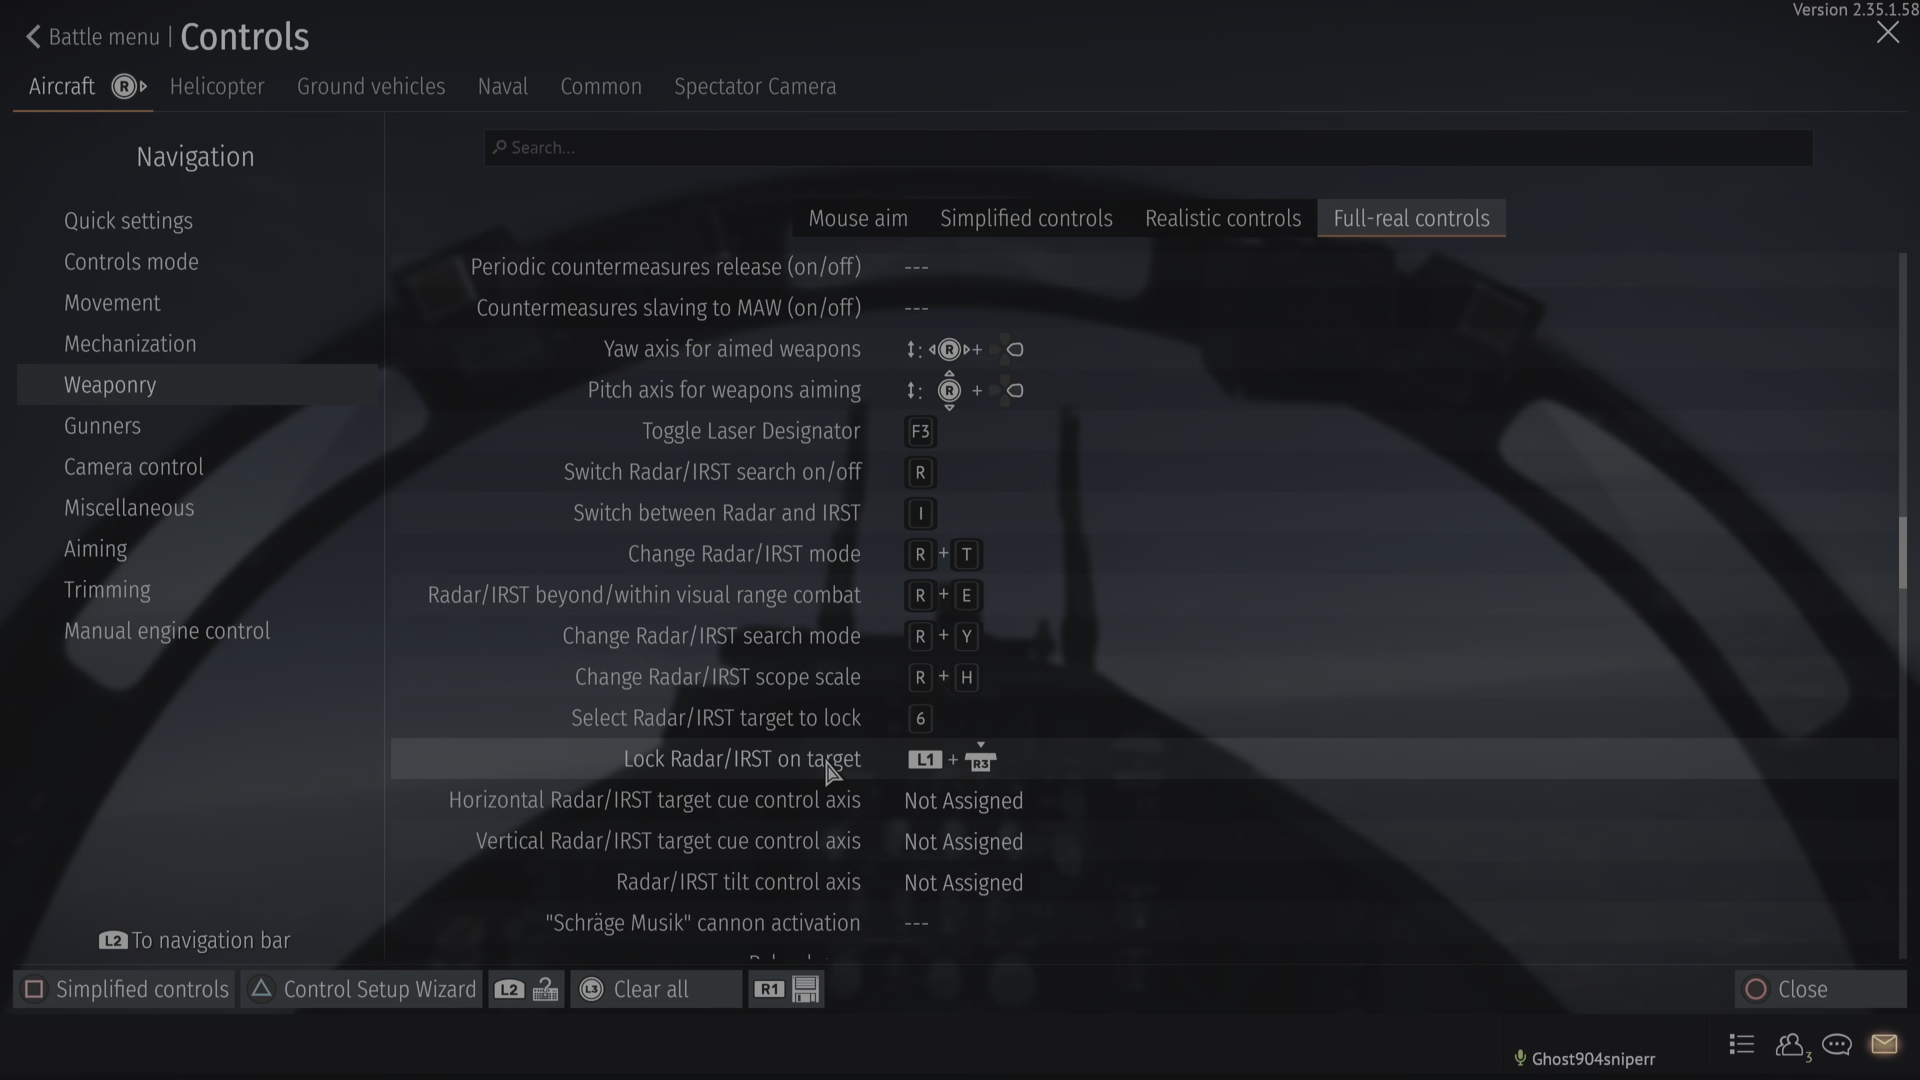 Version 2.35.1.58
Battle menu | Controls
Aircraft R Helicopter Ground vehicles Naval Common Spectator Camera
Navigation
Search...
Mouse aim Simplified controls Realistic controls Full-real controls
Quick settings
Controls mode
Movement
Mechanization
Weaponry
Gunners
Camera control
Miscellaneous
Aiming
Trimming
Manual engine control
L2 To navigation bar
Periodic countermeasures release (on/off) ---
Countermeasures slaving to MAW (on/off) ---
Yaw axis for aimed weapons : R +
Pitch axis for weapons aiming : R +
Toggle Laser Designator F3
Switch Radar/IRST search on/off R
Switch between Radar and IRST I
Change Radar/IRST mode R + T
Radar/IRST beyond/within visual range combat R + E
Change Radar/IRST search mode R + Y
Change Radar/IRST scope scale R + H
Select Radar/IRST target to lock 6
Lock Radar/IRST on target L1 + R3
Horizontal Radar/IRST target cue control axis Not Assigned
Vertical Radar/IRST target cue control axis Not Assigned
Radar/IRST tilt control axis Not Assigned
"Schräge Musik" cannon activation ---
Simplified controls Control Setup Wizard L2 L3 Clear all R1 Close
Ghost904sniperr 3